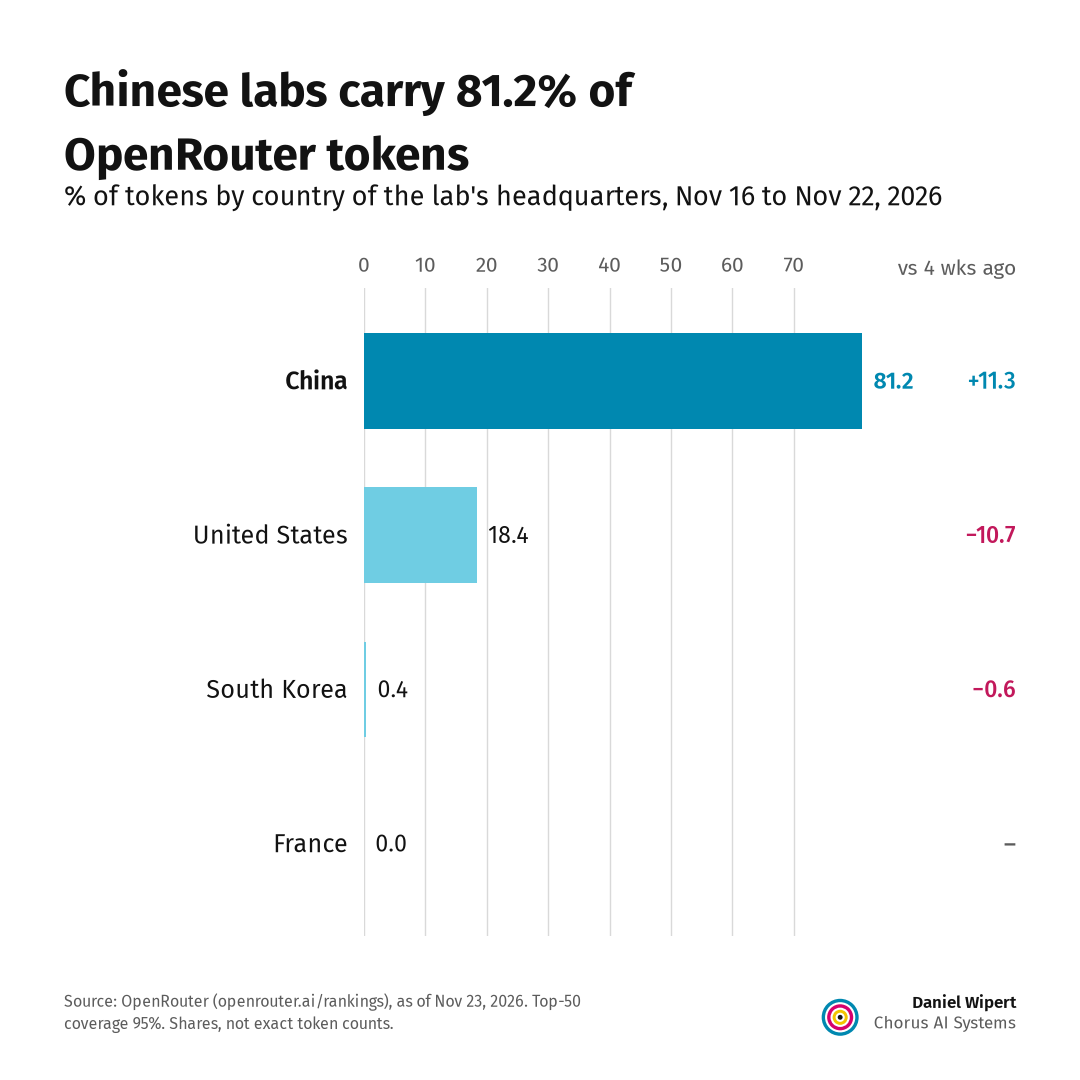 Chinese labs carry 81.2% of
OpenRouter tokens
% of tokens by country of the lab's headquarters, Nov 16 to Nov 22, 2026
0 10 20 30 40 50 60 70 vs 4 wks ago
China 81.2 +11.3
United States 18.4 −10.7
South Korea 0.4 −0.6
France 0.0 –
Source: OpenRouter (openrouter.ai/rankings), as of Nov 23, 2026. Top-50
coverage 95%. Shares, not exact token counts.
Daniel Wipert
Chorus AI Systems